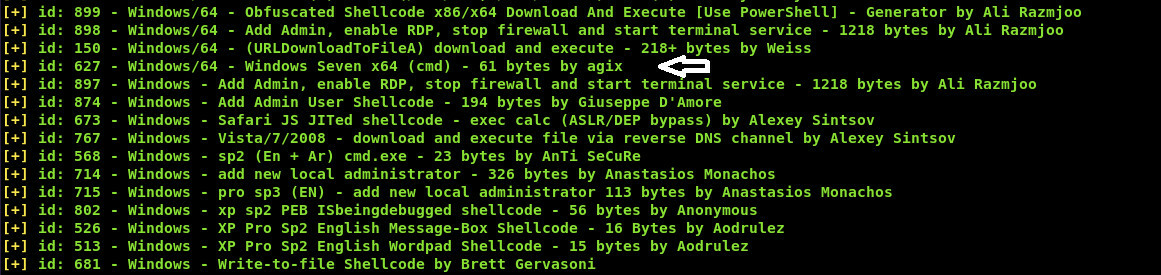 [+] id: 899 - Windows/64 - Obfuscated Shellcode x86/x64 Download And Execute [Use PowerShell] - Generator by Ali Razmjoo
[+] id: 898 - Windows/64 - Add Admin, enable RDP, stop firewall and start terminal service - 1218 bytes by Ali Razmjoo
[+] id: 150 - Windows/64 - (URLDownloadToFileA) download and execute - 218+ bytes by Weiss
[+] id: 627 - Windows/64 - Windows Seven x64 (cmd) - 61 bytes by agix
[+] id: 897 - Windows - Add Admin, enable RDP, stop firewall and start terminal service - 1218 bytes by Ali Razmjoo
[+] id: 874 - Windows - Add Admin User Shellcode - 194 bytes by Giuseppe D'Amore
[+] id: 673 - Windows - Safari JS JITed shellcode - exec calc (ASLR/DEP bypass) by Alexey Sintsov
[+] id: 767 - Windows - Vista/7/2008 - download and execute file via reverse DNS channel by Alexey Sintsov
[+] id: 568 - Windows - sp2 (En + Ar) cmd.exe - 23 bytes by AnTi SeCuRe
[+] id: 714 - Windows - add new local administrator - 326 bytes by Anastasios Monachos
[+] id: 715 - Windows - pro sp3 (EN) - add new local administrator 113 bytes by Anastasios Monachos
[+] id: 802 - Windows - xp sp2 PEB ISbeingdebugged shellcode - 56 bytes by Anonymous
[+] id: 526 - Windows - XP Pro Sp2 English Message-Box Shellcode - 16 Bytes by Aodrulez
[+] id: 513 - Windows - XP Pro Sp2 English Wordpad Shellcode - 15 bytes by Aodrulez
[+] id: 681 - Windows - Write-to-file Shellcode by Brett Gervasoni